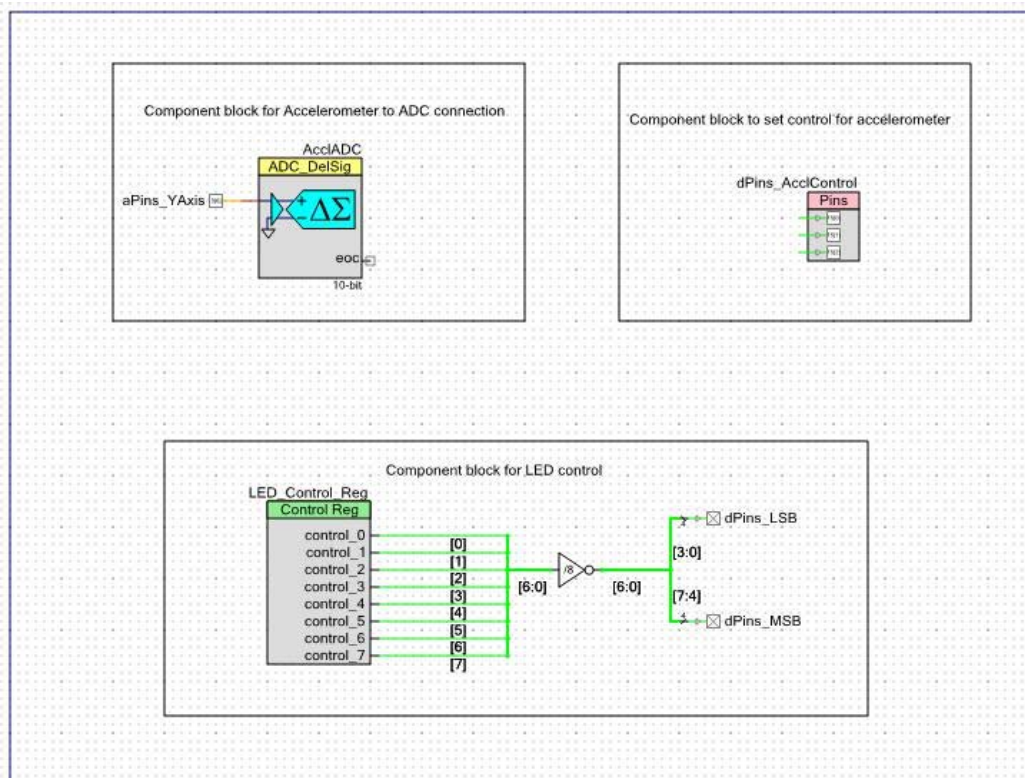 Component block for Accelerometer to ADC connection
AcclADC
ADC_DelSig
aPins_YAxis
ΔΣ
eoc
10-bit
Component block to set control for accelerometer
dPins_AcclControl
Pins
Component block for LED control
LED_Control_Reg
Control Reg
control_0
control_1
control_2
control_3
control_4
control_5
control_6
control_7
[0]
[1]
[2]
[3]
[4]
[5]
[6]
[7]
[6:0]
/8
[6:0]
dPins_LSB
[3:0]
[7:4]
dPins_MSB